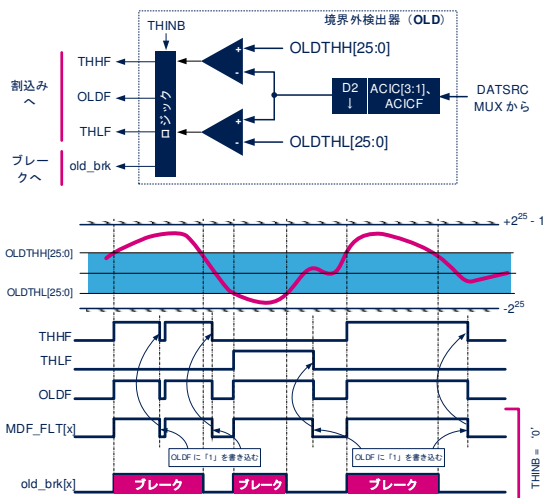 境界外検出器（OLD）
THINB
THHF
OLDF
THLF
old_brk
割込み
へ
ブレー
クへ
ロジック
+
-
+
-
OLDTHH[25:0]
OLDTHL[25:0]
D2
↓
ACIC[3:1]、
ACICF
DATSRC
MUX から
+2²⁵ - 1
OLDTHH[25:0]
OLDTHL[25:0]
-2²⁵
THHF
THLF
OLDF
MDF_FLT[x]
OLDF に「1」を書き込む
OLDF に「1」を書き込む
old_brk[x]
ブレーク
ブレーク
ブレーク
THINB = '0'